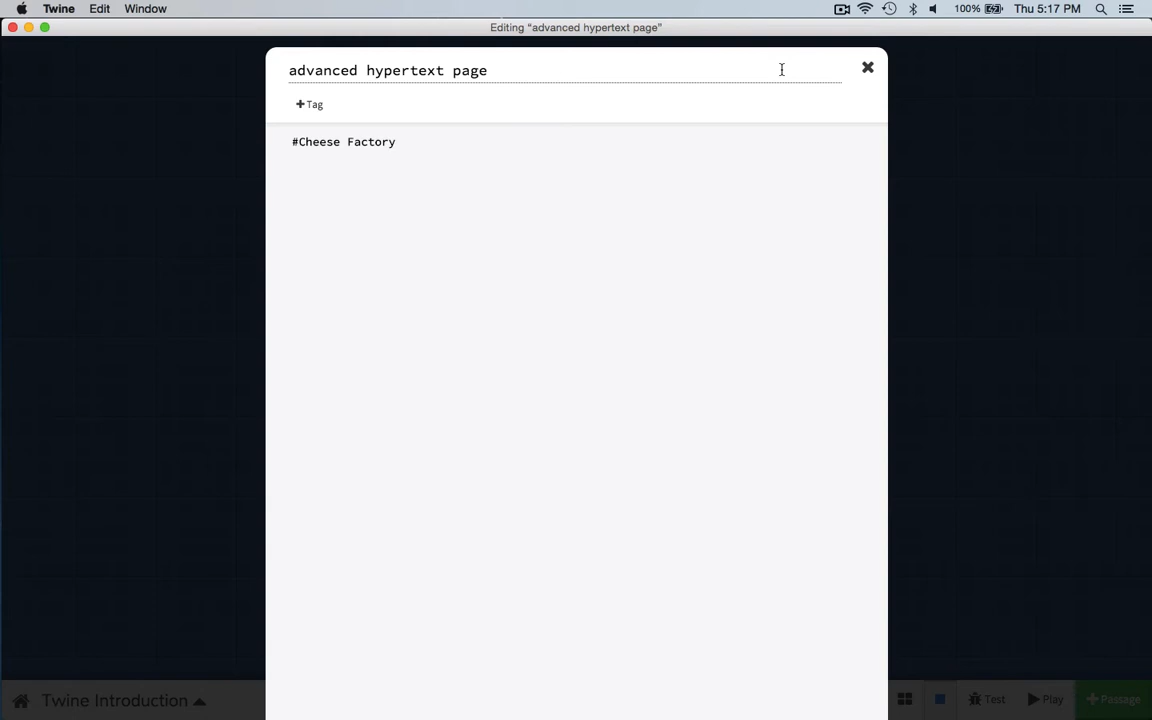 Twine Edit Window 100% Thu 5:17 PM
Editing "advanced hypertext page"
advanced hypertext page
+Tag
#Cheese Factory
Twine Introduction Test Play +Passage